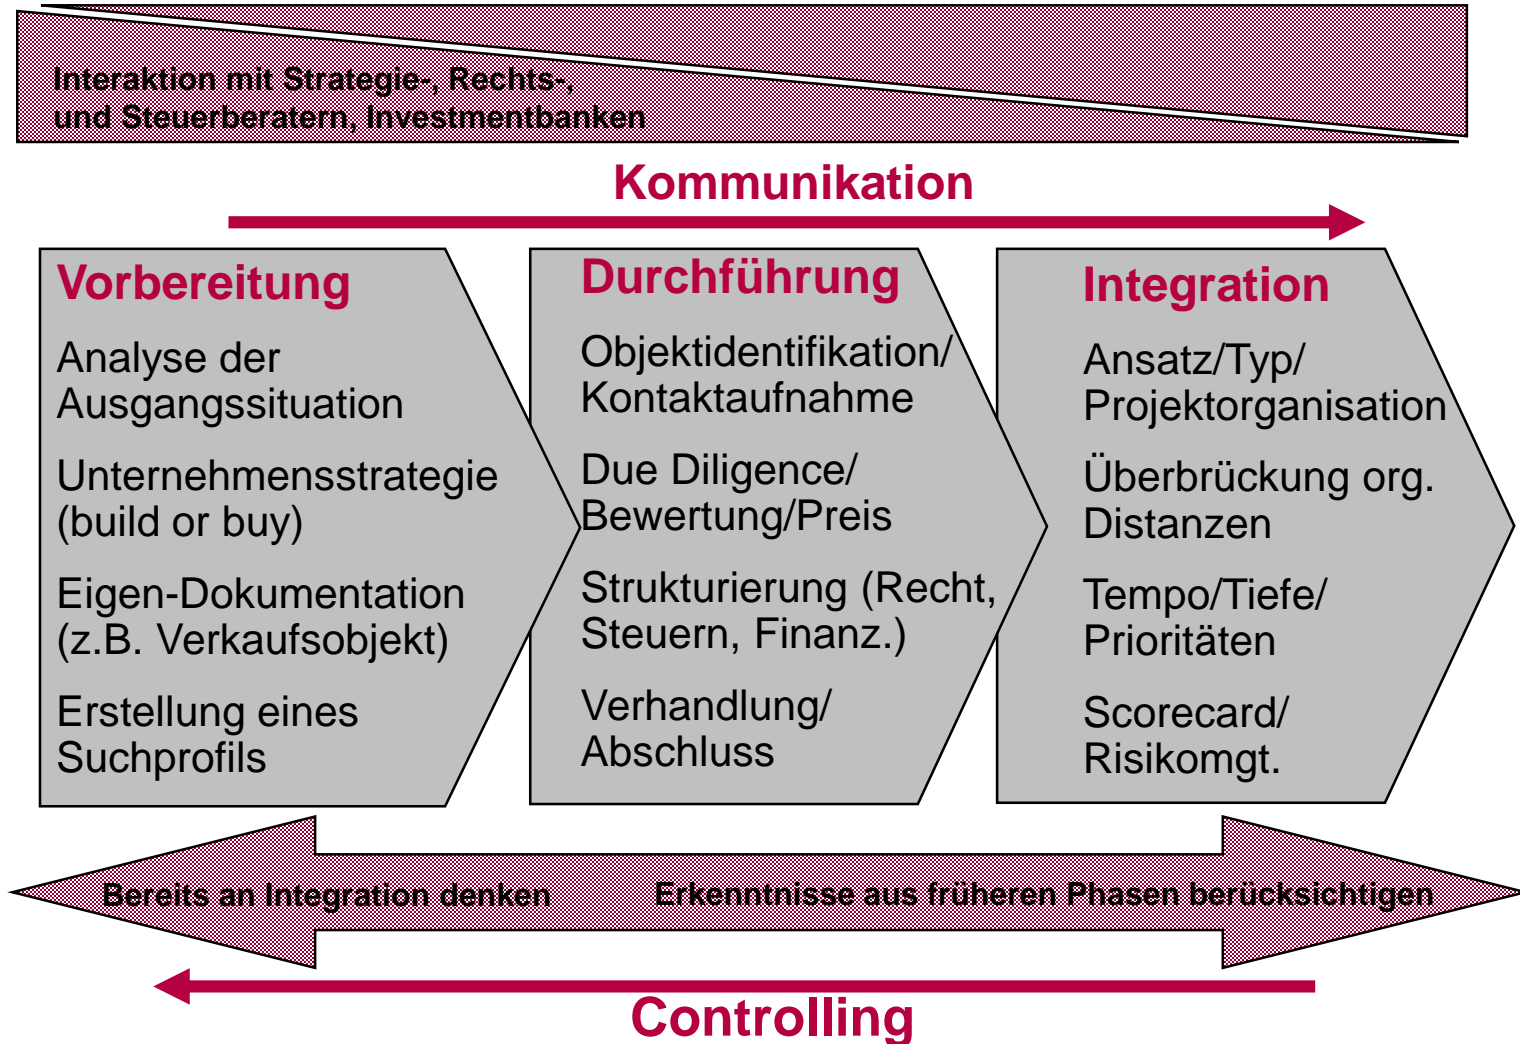 Interaktion mit Strategie-, Rechts-,
und Steuerberatern, Investmentbanken
Kommunikation
Vorbereitung
Analyse der
Ausgangssituation
Unternehmensstrategie
(build or buy)
Eigen-Dokumentation
(z.B. Verkaufsobjekt)
Erstellung eines
Suchprofils
Durchführung
Objektidentifikation/
Kontaktaufnahme
Due Diligence/
Bewertung/Preis
Strukturierung (Recht,
Steuern, Finanz.)
Verhandlung/
Abschluss
Integration
Ansatz/Typ/
Projektorganisation
Überbrückung org.
Distanzen
Tempo/Tiefe/
Prioritäten
Scorecard/
Risikomgt.
Bereits an Integration denken
Erkenntnisse aus früheren Phasen berücksichtigen
Controlling